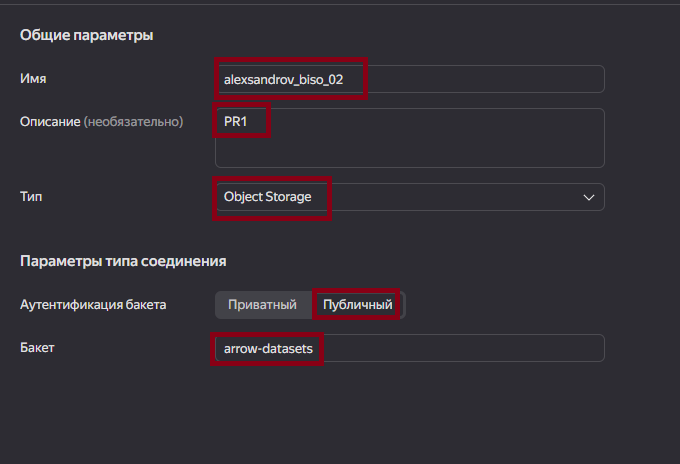 Общие параметры
Имя
alexsandrov_biso_02
Описание (необязательно)
PR1
Тип
Object Storage
Параметры типа соединения
Аутентификация бакета
Приватный Публичный
Бакет
arrow-datasets